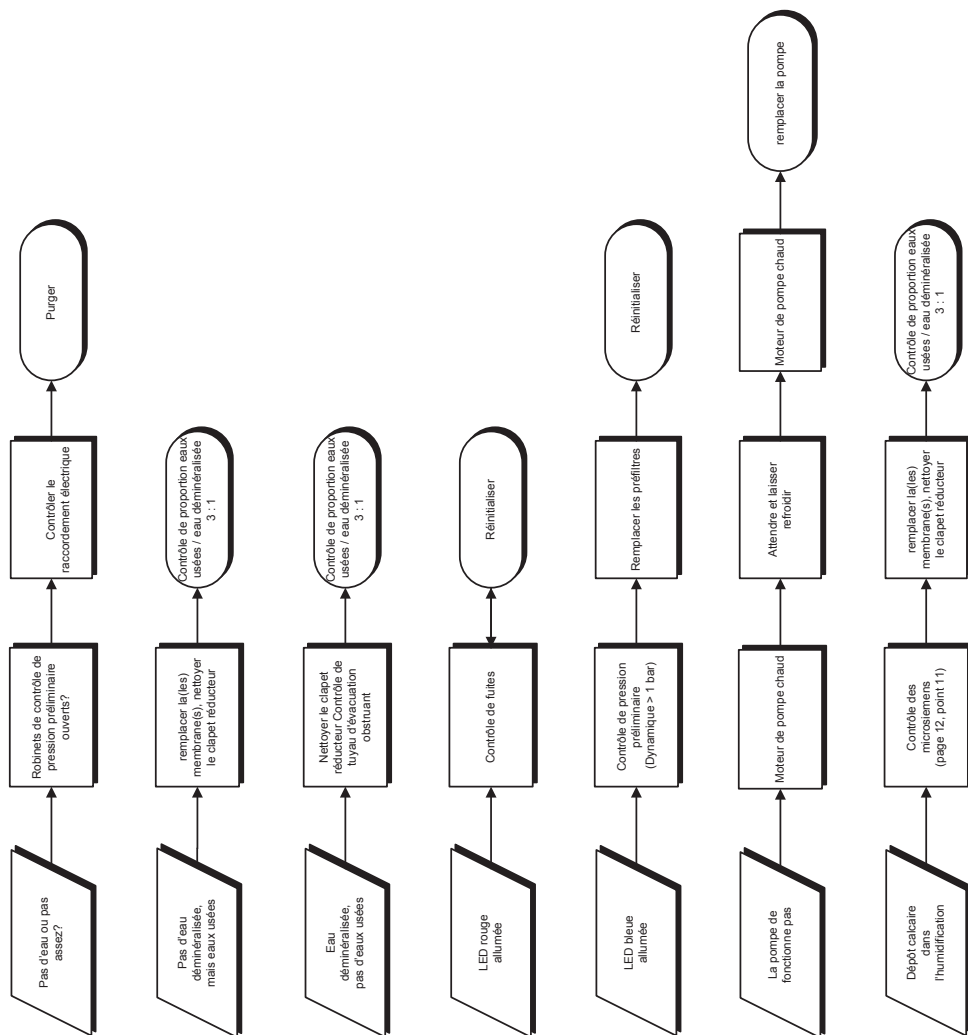 Pas d'eau ou pas
assez?
Robinets de contrôle de
pression préliminaire
ouverts?
Contrôler le
raccordement électrique
Purger
Pas d'eau
déminéralisée,
mais eaux usées
remplacer la(les)
membrane(s), nettoyer
le clapet réducteur
Contrôle de proportion eaux
usées / eau déminéralisée
3 : 1
Eau
déminéralisée,
pas d'eaux usées
Nettoyer le clapet
réducteur Contrôle de
tuyau d'évacuation
obstruant
Contrôle de proportion eaux
usées / eau déminéralisée
3 : 1
LED rouge
allumée
Contrôle de fuites
Réinitialiser
LED bleue
allumée
Contrôle de pression
préliminaire
(Dynamique > 1 bar)
Remplacer les préfiltres
Réinitialiser
La pompe de
fonctionne pas
Moteur de pompe chaud
Attendre et laisser
refroidir
Moteur de pompe chaud
remplacer la pompe
Dépôt calcaire
dans
l'humidification
Contrôle des
microsiemens
(page 12, point 11)
remplacer la(les)
membrane(s), nettoyer
le clapet réducteur
Contrôle de proportion eaux
usées / eau déminéralisée
3 : 1